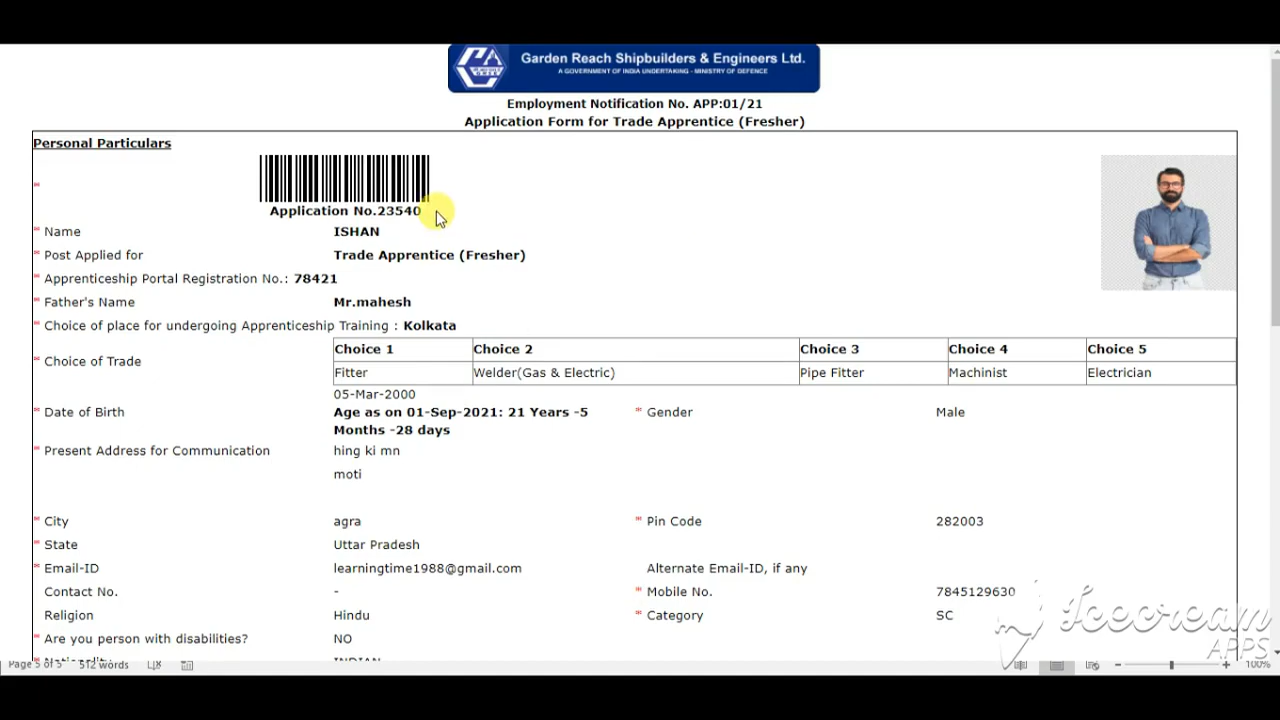 Garden Reach Shipbuilders & Engineers Ltd.
A GOVERNMENT OF INDIA UNDERTAKING - MINISTRY OF DEFENCE
Employment Notification No. APP:01/21
Application Form for Trade Apprentice (Fresher)
Personal Particulars
*
Application No.23540
* Name ISHAN
* Post Applied for Trade Apprentice (Fresher)
* Apprenticeship Portal Registration No.: 78421
* Father's Name Mr.mahesh
* Choice of place for undergoing Apprenticeship Training : Kolkata
* Choice of Trade
Choice 1 Choice 2 Choice 3 Choice 4 Choice 5
Fitter Welder(Gas & Electric) Pipe Fitter Machinist Electrician
05-Mar-2000
* Date of Birth Age as on 01-Sep-2021: 21 Years -5 * Gender Male
Months -28 days
* Present Address for Communication hing ki mn
moti
* City agra * Pin Code 282003
* State Uttar Pradesh
* Email-ID learningtime1988@gmail.com Alternate Email-ID, if any
Contact No. - * Mobile No. 7845129630
Religion Hindu * Category SC
* Are you person with disabilities? NO
* Nationality INDIAN
Page 5 of 5 512 words 100%
Icecream
APPS